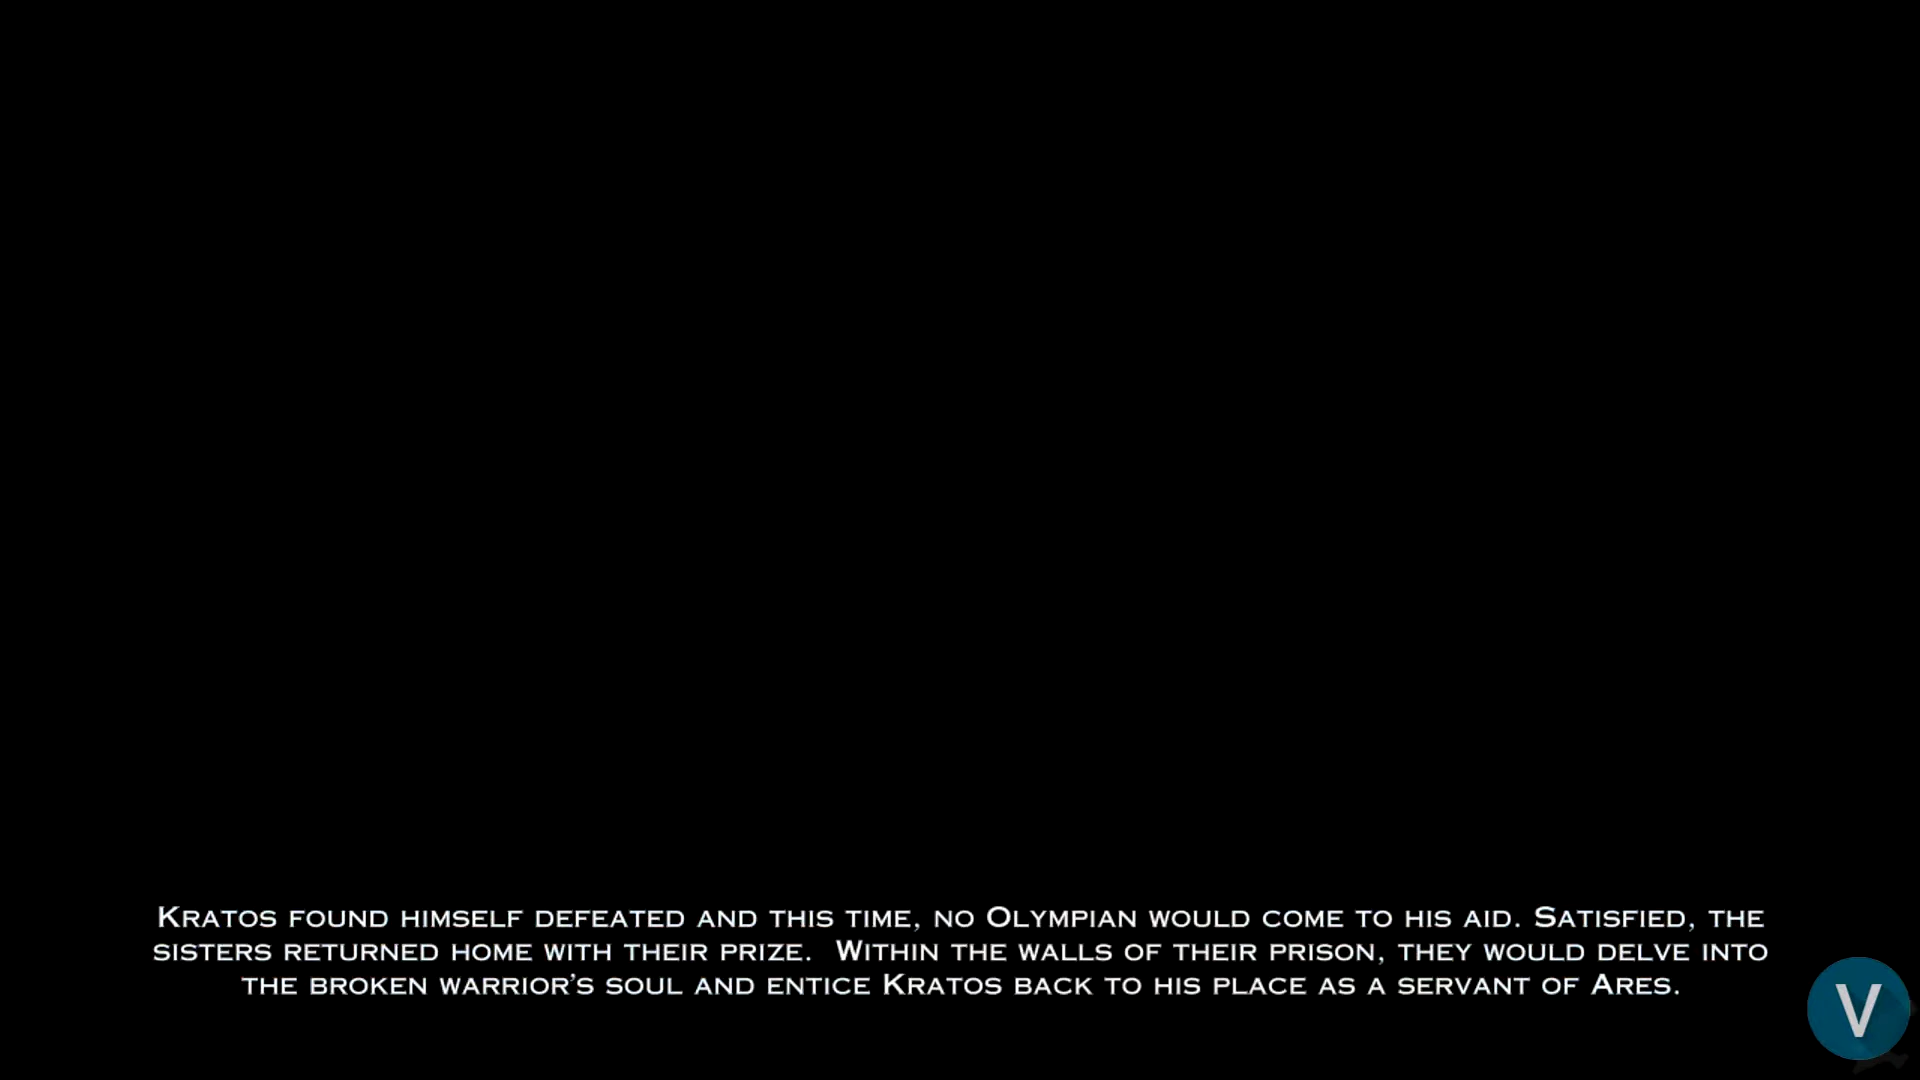 Kratos found himself defeated and this time, no Olympian would come to his aid. Satisfied, the
sisters returned home with their prize.  Within the walls of their prison, they would delve into
the broken warrior’s soul and entice Kratos back to his place as a servant of Ares.
V